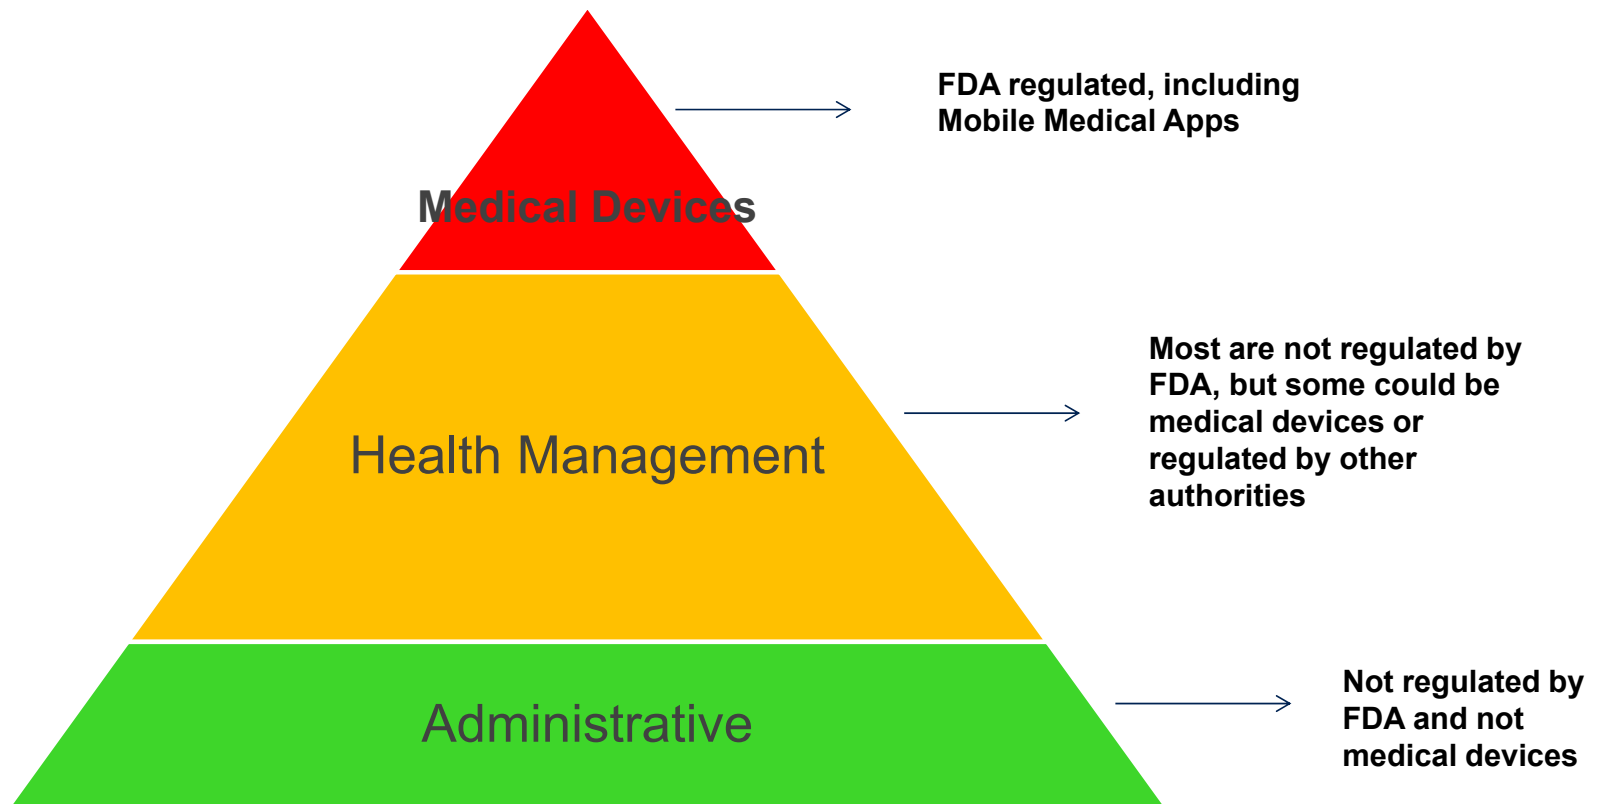 FDA regulated, including
Mobile Medical Apps
Medical Devices
Most are not regulated by
FDA, but some could be
medical devices or
regulated by other
authorities
Health Management
Not regulated by
FDA and not
medical devices
Administrative